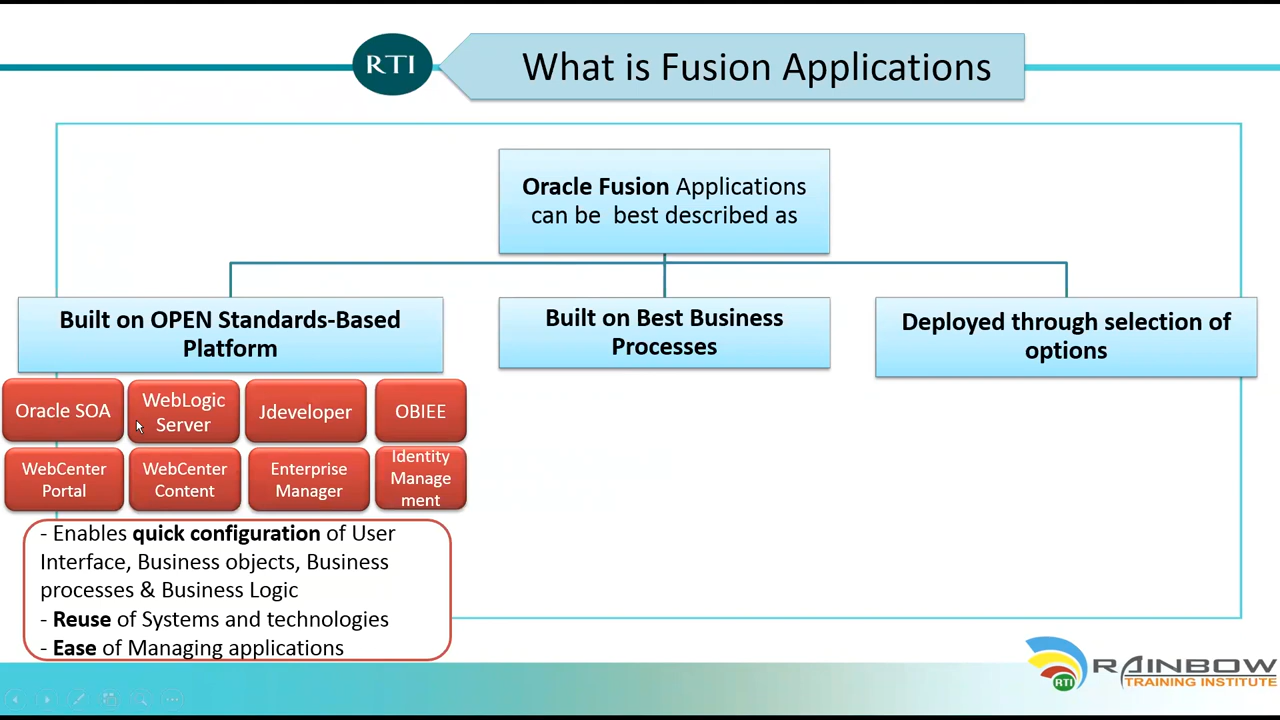 RTI
What is Fusion Applications
Oracle Fusion Applications
can be best described as
Built on OPEN Standards-Based
Platform
Built on Best Business
Processes
Deployed through selection of
options
Oracle SOA
WebLogic
Server
Jdeveloper
OBIEE
WebCenter
Portal
WebCenter
Content
Enterprise
Manager
Identity
Manage
ment
- Enables quick configuration of User
Interface, Business objects, Business
processes & Business Logic
- Reuse of Systems and technologies
- Ease of Managing applications
RTI
RAINBOW
TRAINING INSTITUTE